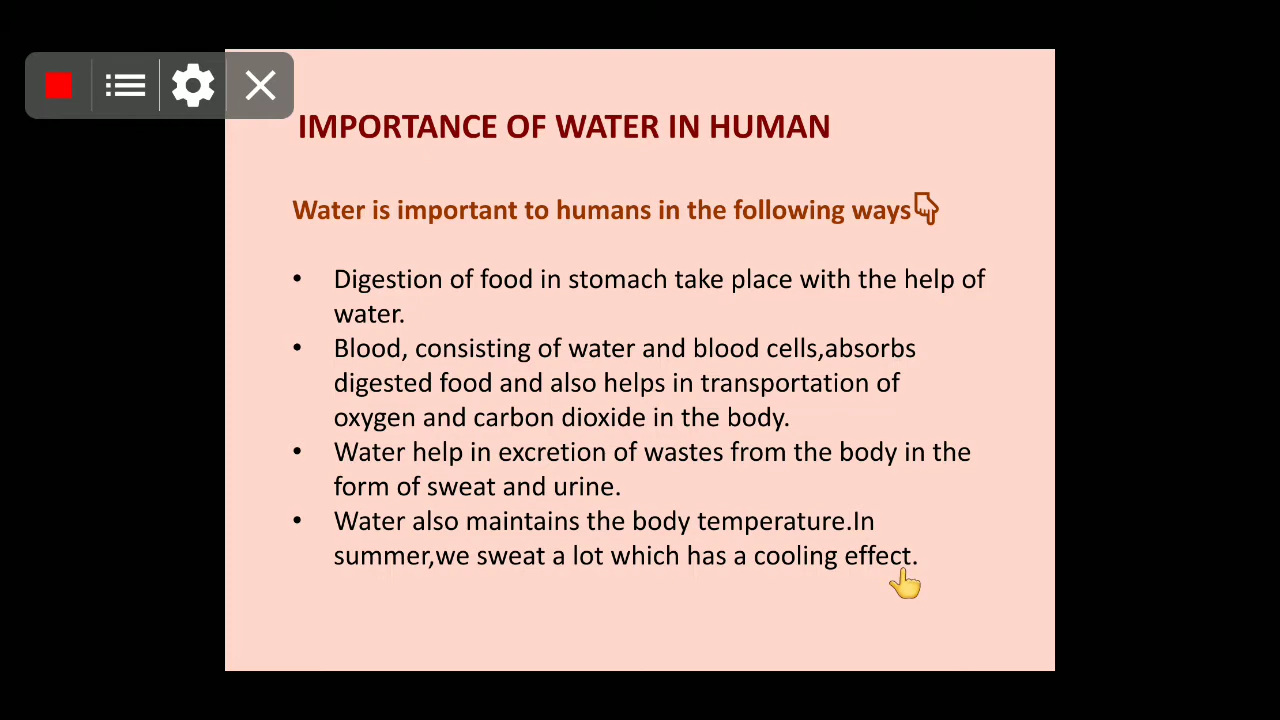 IMPORTANCE OF WATER IN HUMAN
Water is important to humans in the following ways👇
• Digestion of food in stomach take place with the help of
water.
• Blood, consisting of water and blood cells,absorbs
digested food and also helps in transportation of
oxygen and carbon dioxide in the body.
• Water help in excretion of wastes from the body in the
form of sweat and urine.
• Water also maintains the body temperature.In
summer,we sweat a lot which has a cooling effect.